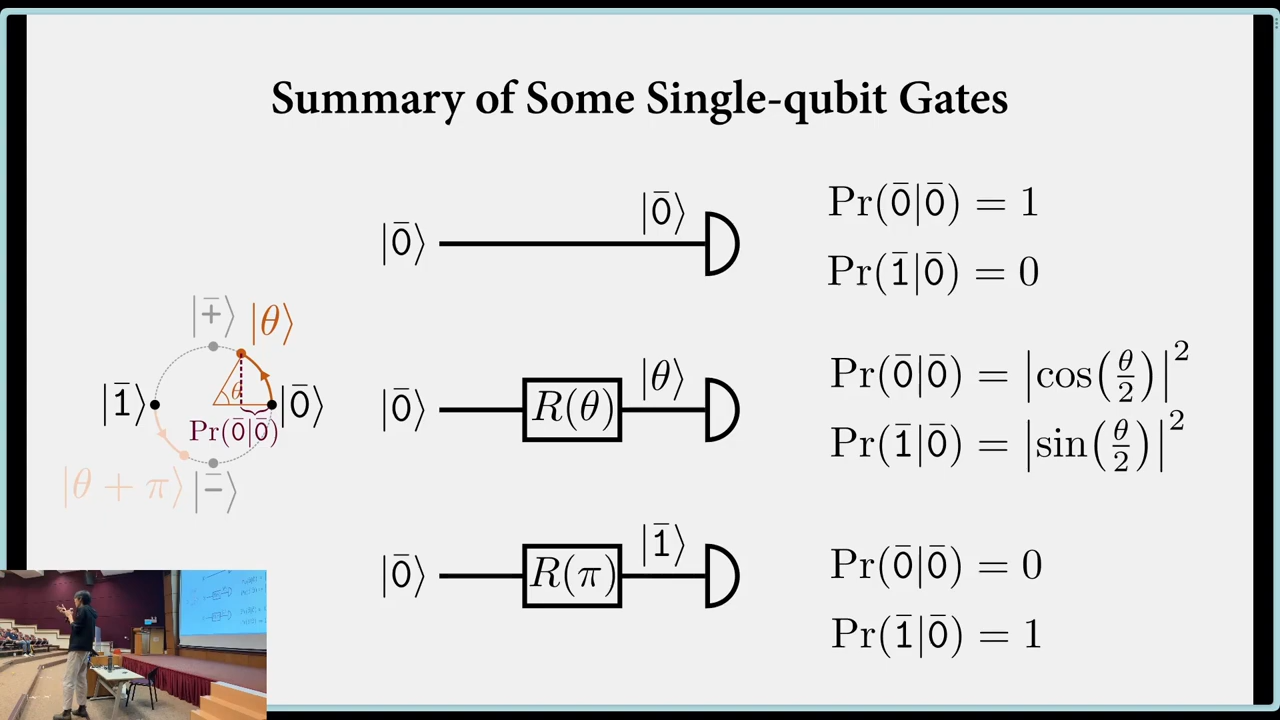 Summary of Some Single-qubit Gates
|0̄⟩ |0̄⟩ Pr(0̄|0̄) = 1
Pr(1̄|0̄) = 0
|+̄⟩ |θ⟩
|1̄⟩ θ |0̄⟩
Pr(0̄|0̄)
|θ + π⟩ |−̄⟩
|0̄⟩ R(θ) |θ⟩ Pr(0̄|0̄) = |cos(θ/2)|²
Pr(1̄|0̄) = |sin(θ/2)|²
|0̄⟩ R(π) |1̄⟩ Pr(0̄|0̄) = 0
Pr(1̄|0̄) = 1